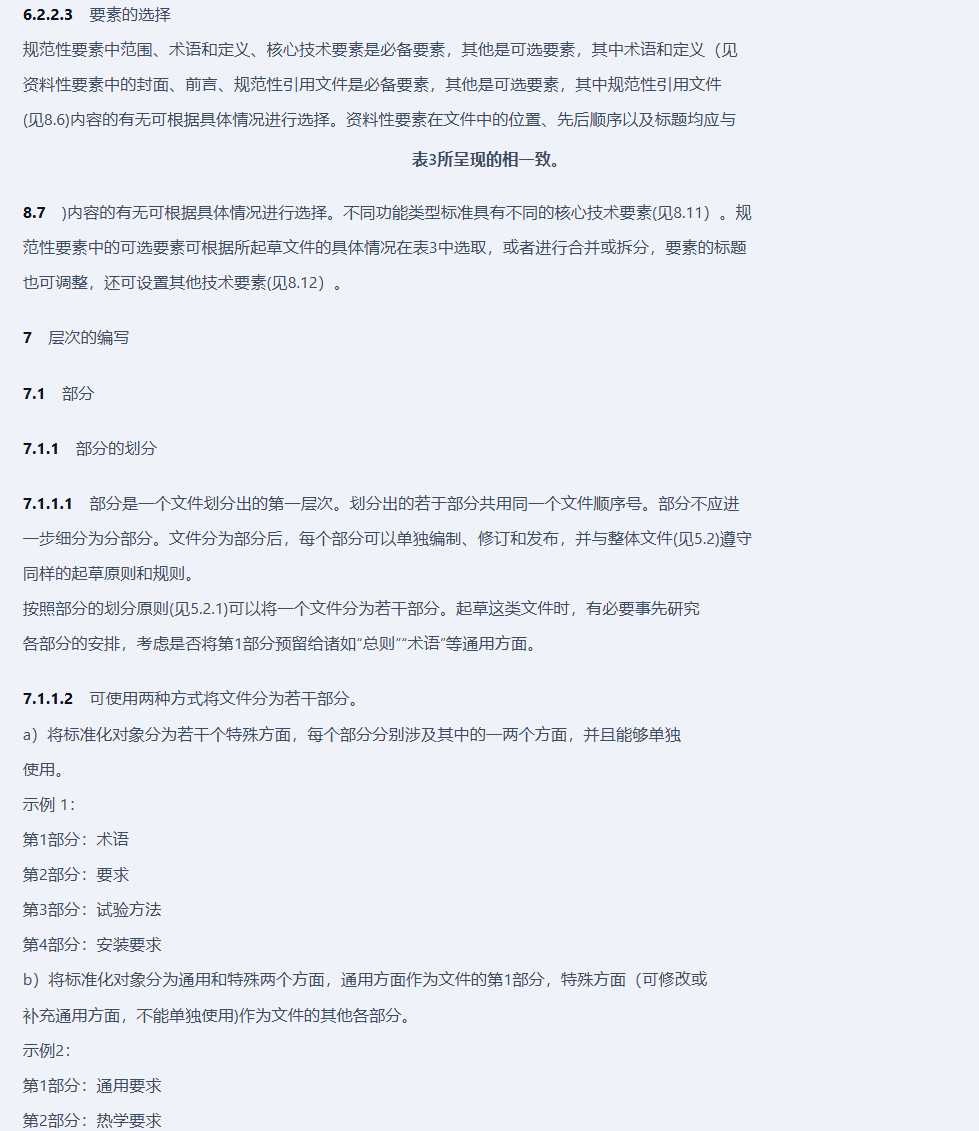 6.2.2.3 要素的选择
规范性要素中范围、术语和定义、核心技术要素是必备要素，其他是可选要素，其中术语和定义（见
资料性要素中的封面、前言、规范性引用文件是必备要素，其他是可选要素，其中规范性引用文件
(见8.6)内容的有无可根据具体情况进行选择。资料性要素在文件中的位置、先后顺序以及标题均应与
表3所呈现的相一致。
8.7 )内容的有无可根据具体情况进行选择。不同功能类型标准具有不同的核心技术要素(见8.11）。规
范性要素中的可选要素可根据所起草文件的具体情况在表3中选取，或者进行合并或拆分，要素的标题
也可调整，还可设置其他技术要素(见8.12）。
7 层次的编写
7.1 部分
7.1.1 部分的划分
7.1.1.1 部分是一个文件划分出的第一层次。划分出的若于部分共用同一个文件顺序号。部分不应进
一步细分为分部分。文件分为部分后，每个部分可以单独编制、修订和发布，并与整体文件(见5.2)遵守
同样的起草原则和规则。
按照部分的划分原则(见5.2.1)可以将一个文件分为若干部分。起草这类文件时，有必要事先研究
各部分的安排，考虑是否将第1部分预留给诸如“总则”“术语”等通用方面。
7.1.1.2 可使用两种方式将文件分为若干部分。
a）将标准化对象分为若干个特殊方面，每个部分分别涉及其中的一两个方面，并且能够单独
使用。
示例 1：
第1部分：术语
第2部分：要求
第3部分：试验方法
第4部分：安装要求
b）将标准化对象分为通用和特殊两个方面，通用方面作为文件的第1部分，特殊方面（可修改或
补充通用方面，不能单独使用)作为文件的其他各部分。
示例2：
第1部分：通用要求
第2部分：热学要求